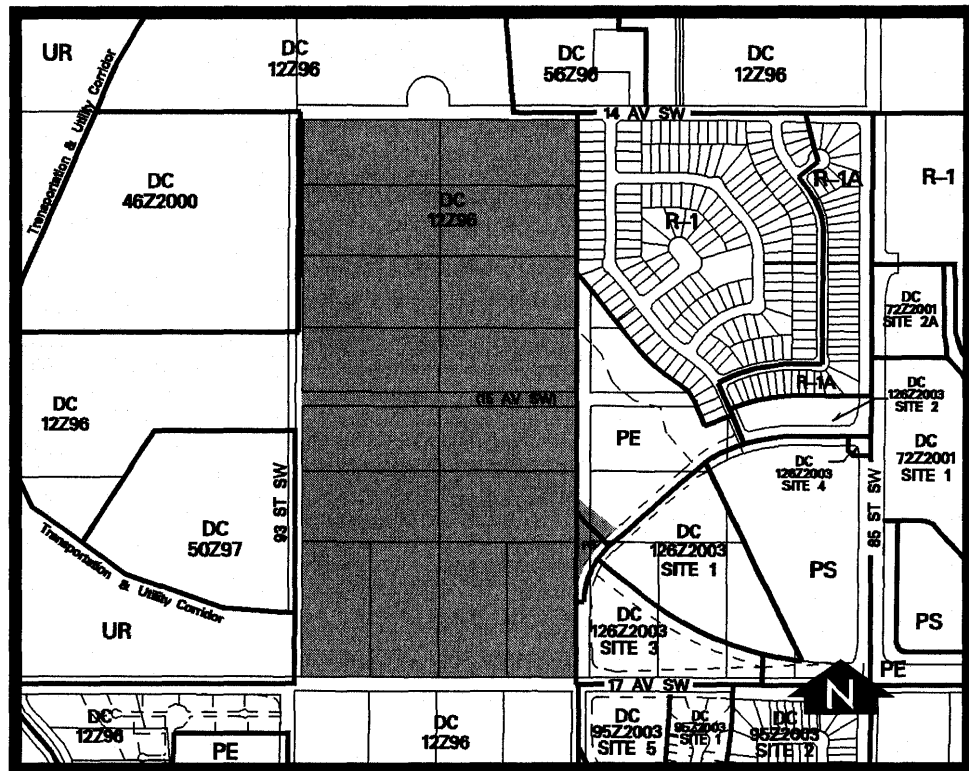 UR
DC
12Z96
DC
56Z96
DC
12Z96
14 AV SW
Transportation & Utility Corridor
DC
46Z2000
DC
12Z96
R-1
R-1A
R-1
DC
72Z2001
SITE 2A
R-1A
DC
126Z2003
SITE 2
(15 AV SW)
DC
12Z96
PE
DC
126Z2003
SITE 4
DC
72Z2001
SITE 1
93 ST SW
85 ST SW
DC
50Z97
DC
126Z2003
SITE 1
PS
Transportation & Utility Corridor
UR
DC
126Z2003
SITE 3
PS
PE
N
17 AV SW
DC
12Z96
PE
DC
12Z96
DC
95Z2003
SITE 5
DC
95Z2003
SITE 1
DC
95Z2003
SITE 2